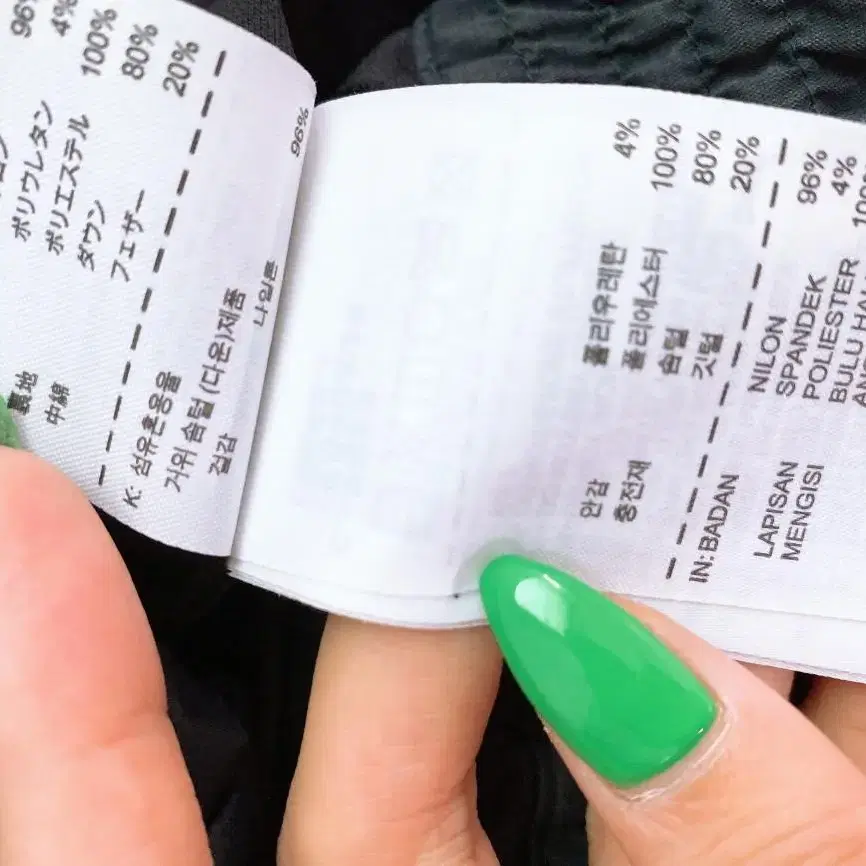 96%
ポリウレタン 4%
裏地 ポリエステル 100%
中綿 ダウン 80%
フェザー 20%
K: 섬유혼용율
거위 솜털 (다운)제품
겉감 나일론 96%
폴리우레탄 4%
안감 폴리에스터 100%
충전재 솜털 80%
깃털 20%
IN: BADAN NILON 96%
SPANDEK 4%
LAPISAN POLIESTER 100%
MENGISI BULU